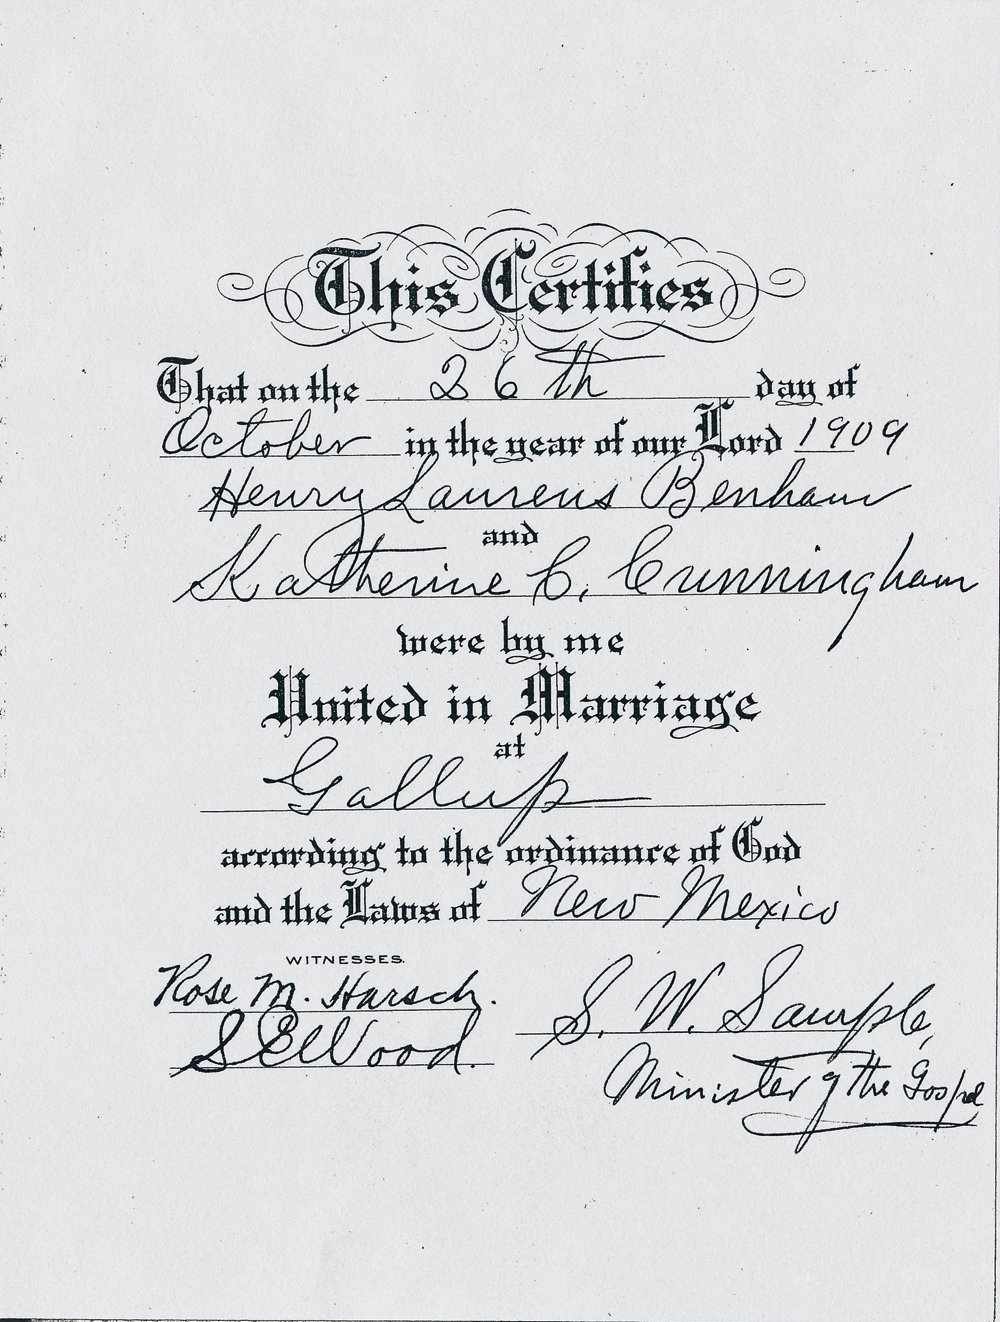 This Certifies
That on the 26th day of
October in the year of our Lord 1909
Henry Laurens Benham
and
Katherine C. Cunningham
were by me
United in Marriage
at
Gallup
according to the ordinance of God
and the Laws of New Mexico
WITNESSES.
Rose M. Harsch.
S E Wood.
S. W. Sample,
Minister of the Gospel